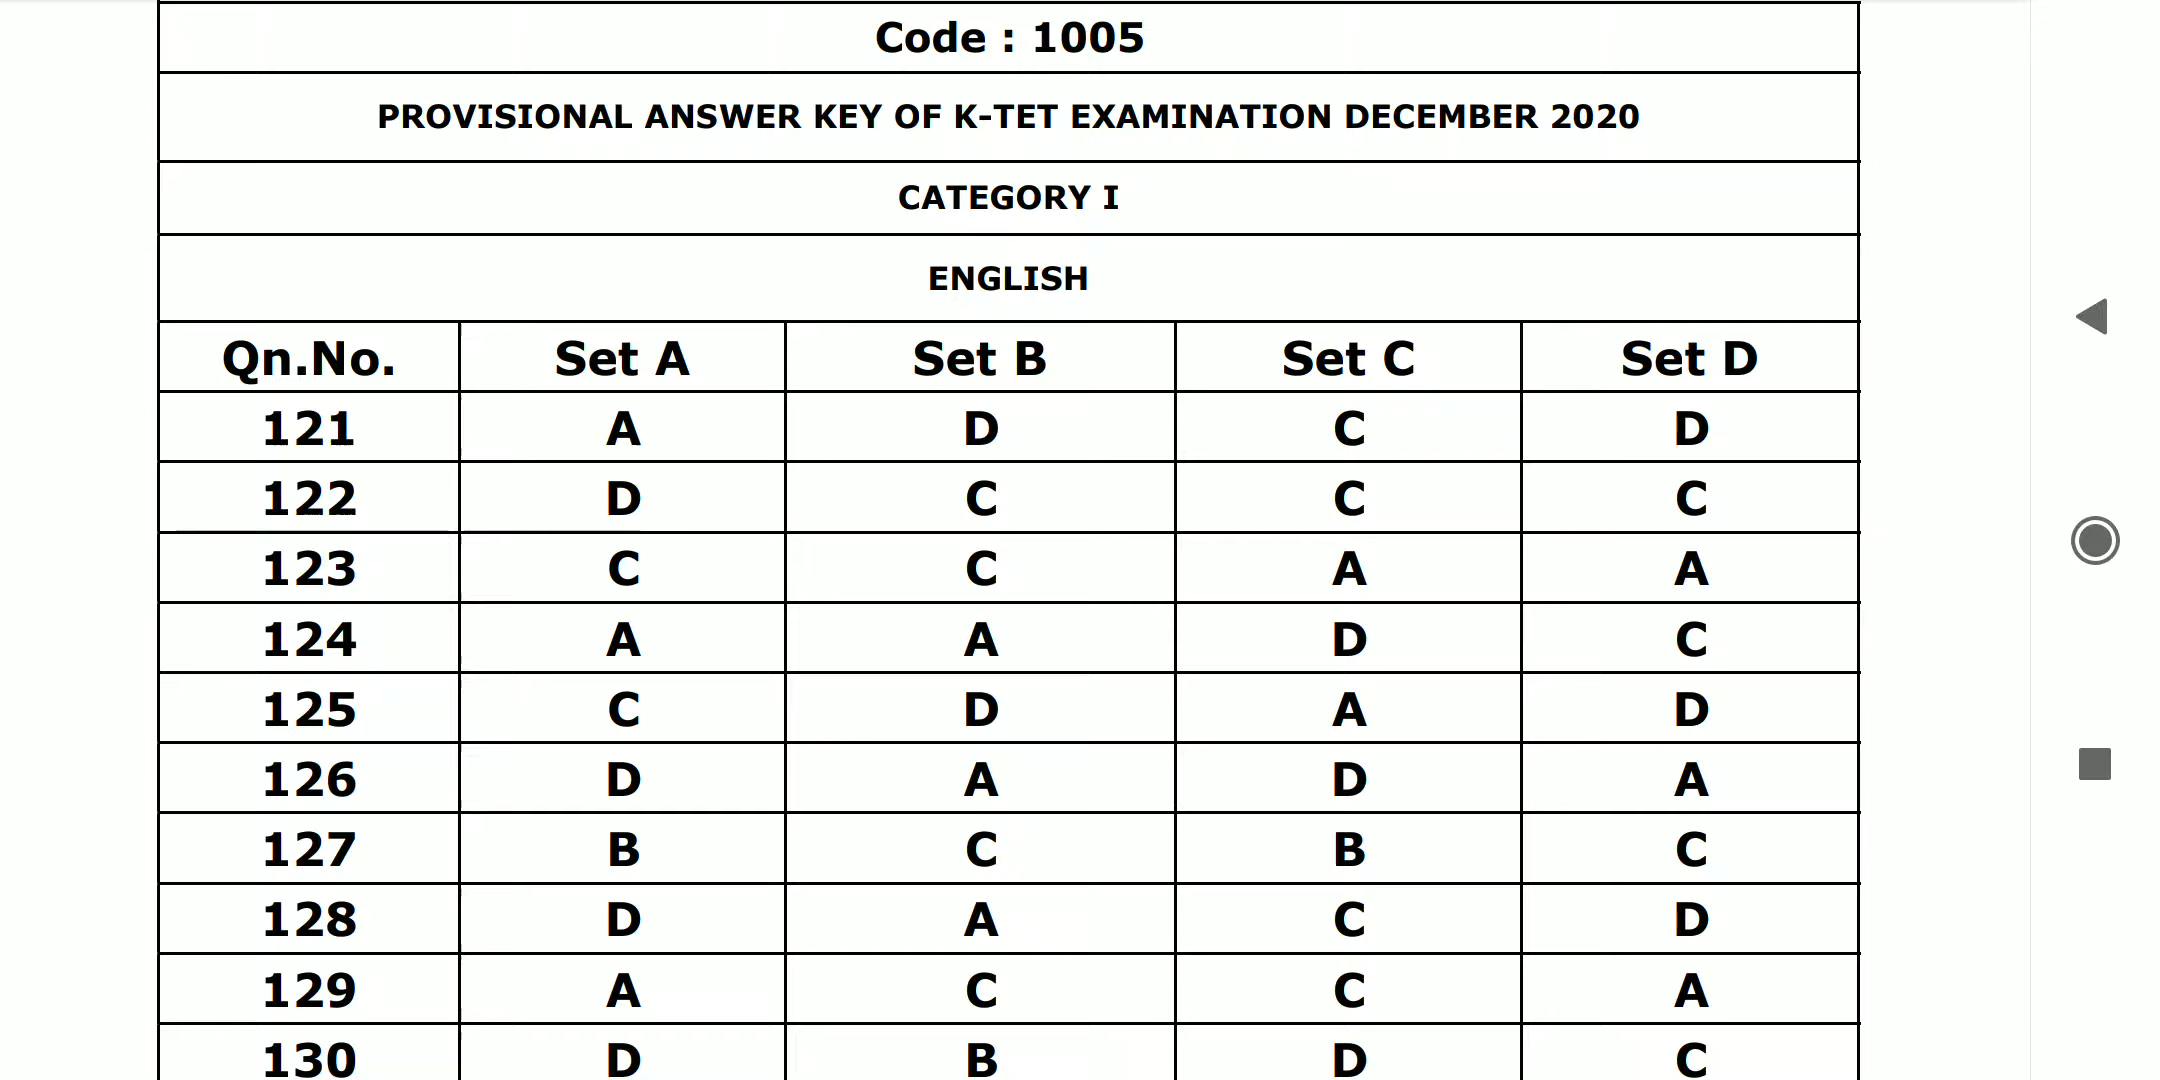 Code : 1005
PROVISIONAL ANSWER KEY OF K-TET EXAMINATION DECEMBER 2020
CATEGORY I
ENGLISH
Qn.No. Set A Set B Set C Set D
121 A D C D
122 D C C C
123 C C A A
124 A A D C
125 C D A D
126 D A D A
127 B C B C
128 D A C D
129 A C C A
130 D B D C